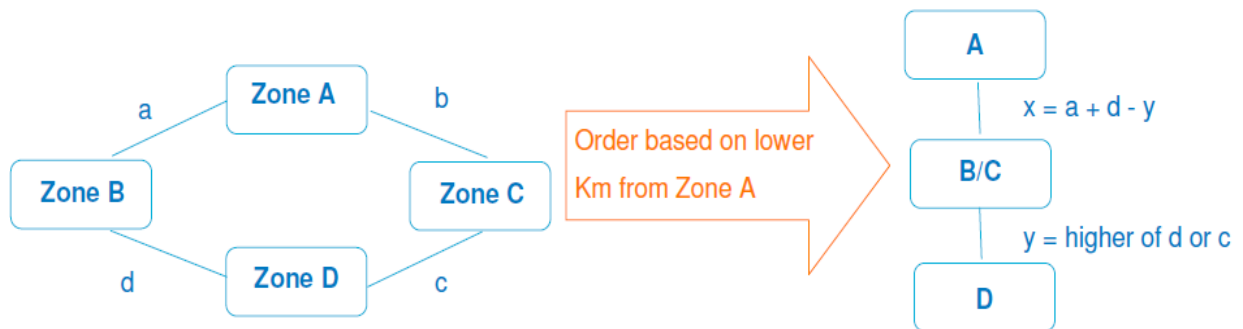 Zone A
a
b
Zone B
Zone C
d
Zone D
c
Order based on lower
Km from Zone A
A
x = a + d - y
B/C
y = higher of d or c
D